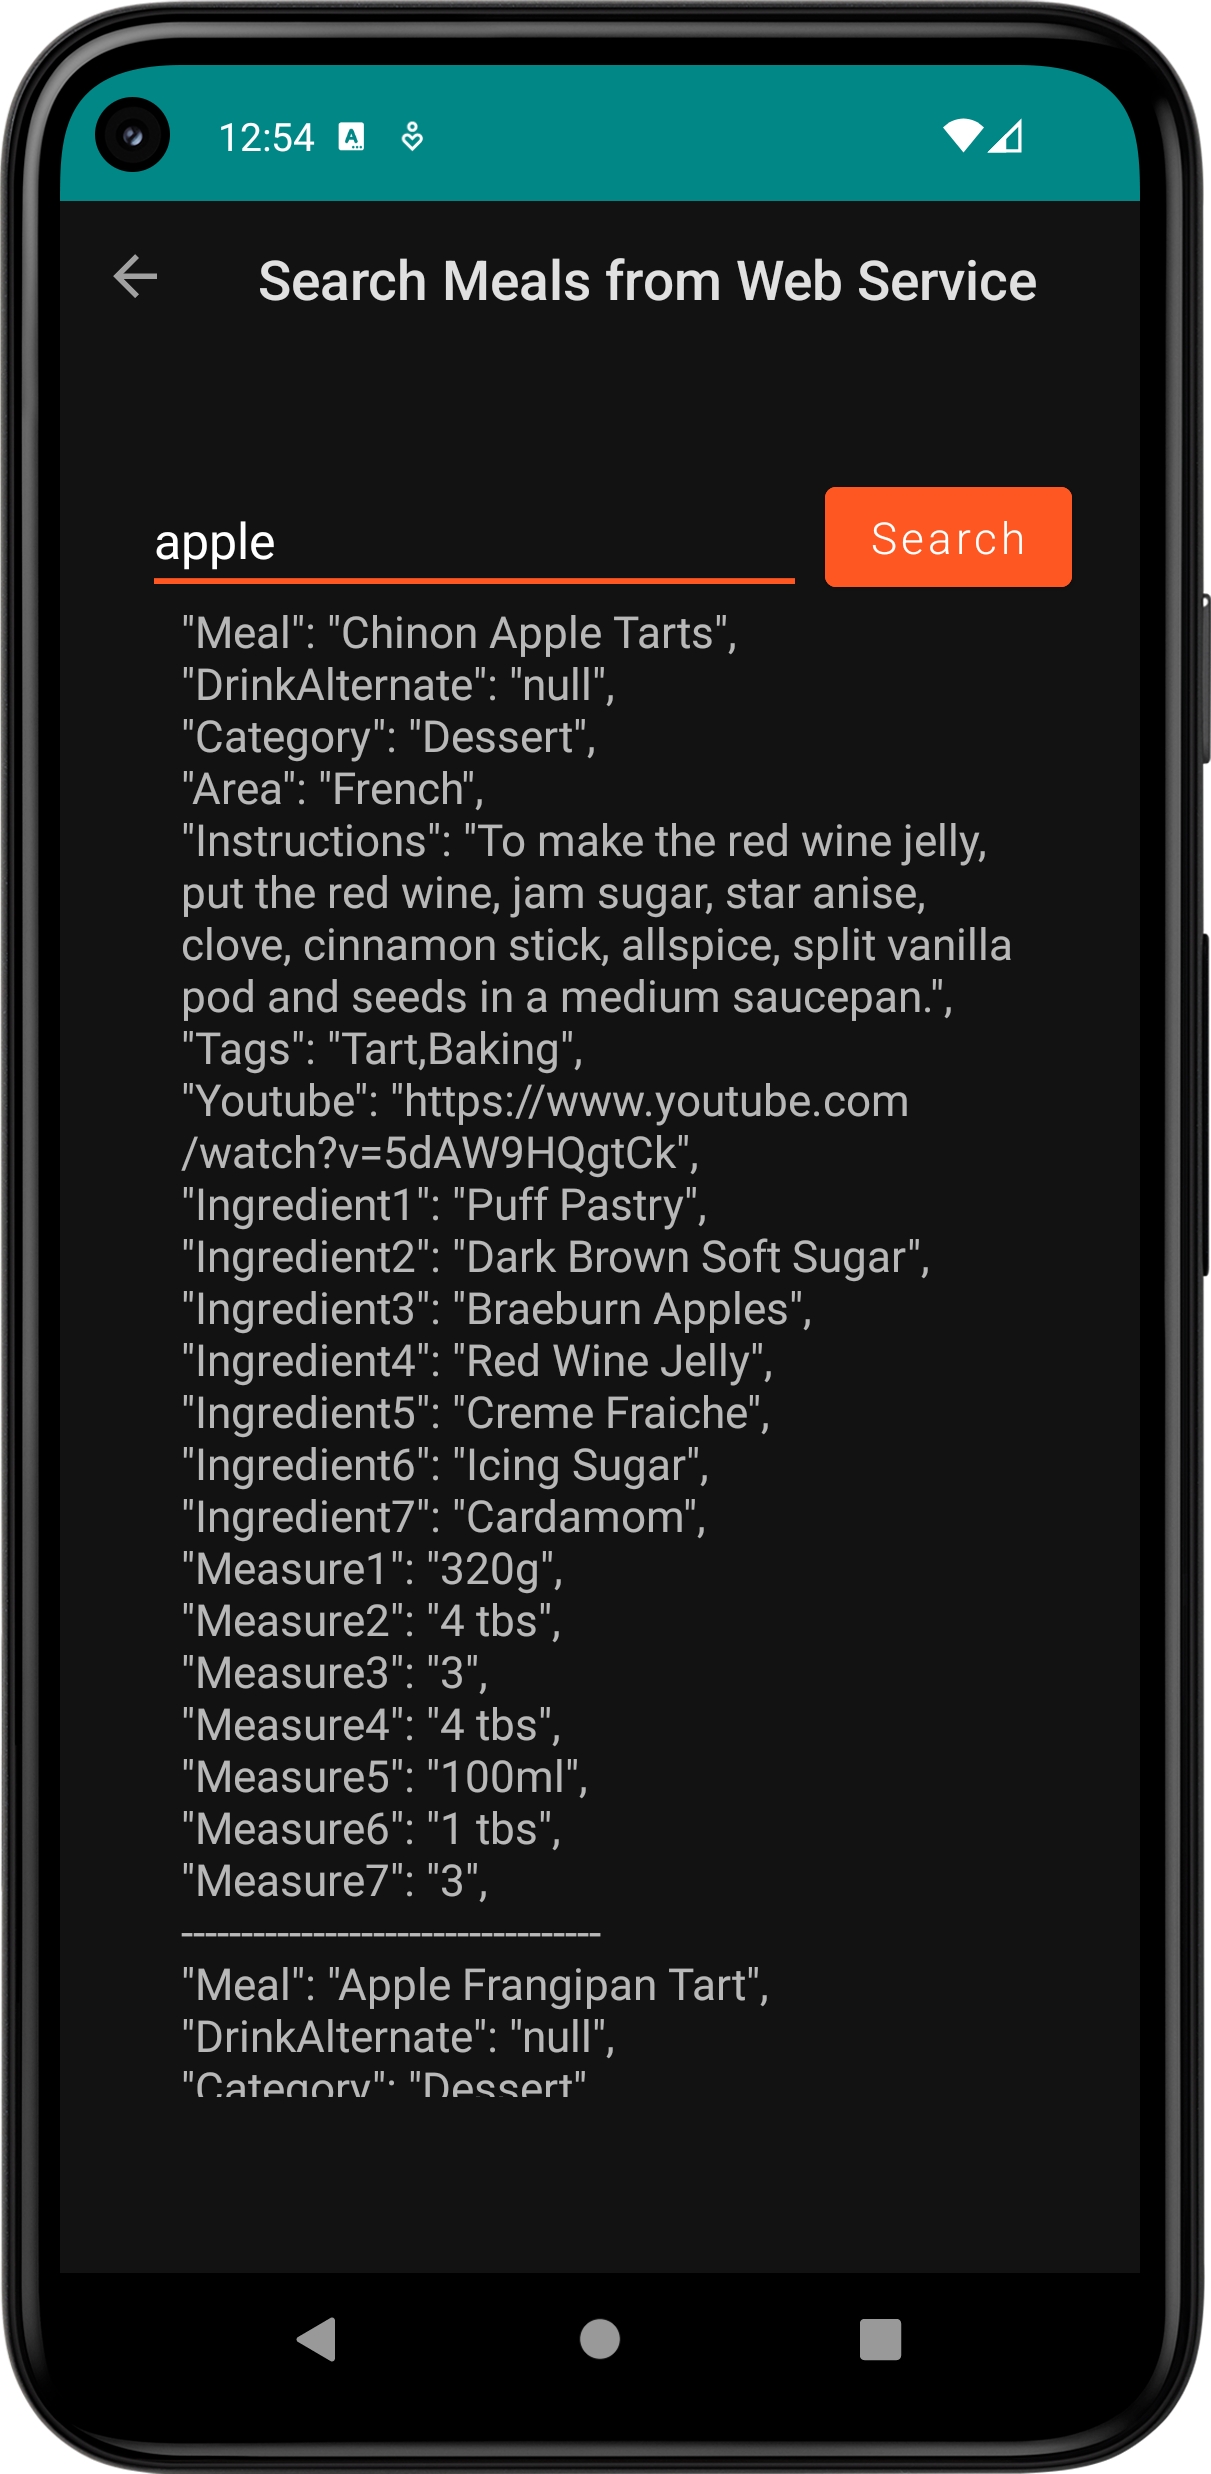 12:54
Search Meals from Web Service
apple
Search
"Meal": "Chinon Apple Tarts",
"DrinkAlternate": "null",
"Category": "Dessert",
"Area": "French",
"Instructions": "To make the red wine jelly,
put the red wine, jam sugar, star anise,
clove, cinnamon stick, allspice, split vanilla
pod and seeds in a medium saucepan.",
"Tags": "Tart,Baking",
"Youtube": "https://www.youtube.com
/watch?v=5dAW9HQgtCk",
"Ingredient1": "Puff Pastry",
"Ingredient2": "Dark Brown Soft Sugar",
"Ingredient3": "Braeburn Apples",
"Ingredient4": "Red Wine Jelly",
"Ingredient5": "Creme Fraiche",
"Ingredient6": "Icing Sugar",
"Ingredient7": "Cardamom",
"Measure1": "320g",
"Measure2": "4 tbs",
"Measure3": "3",
"Measure4": "4 tbs",
"Measure5": "100ml",
"Measure6": "1 tbs",
"Measure7": "3",
-----------------------------------
"Meal": "Apple Frangipan Tart",
"DrinkAlternate": "null",
"Category": "Dessert"